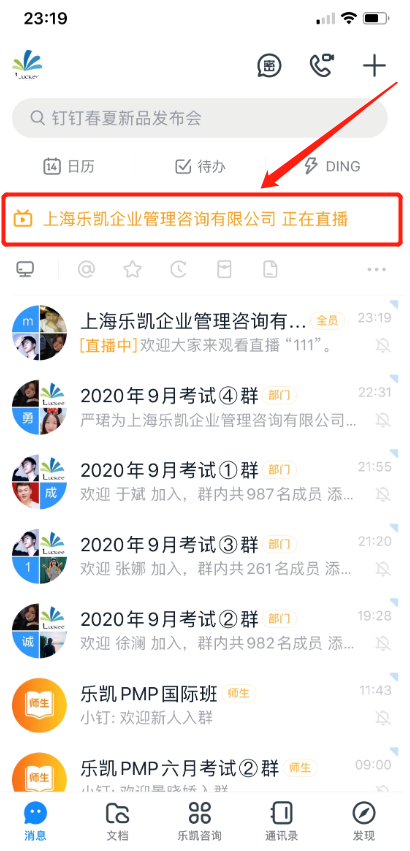 23:19
Luckee
密
钉钉春夏新品发布会
14 日历
待办
DING
上海乐凯企业管理咨询有限公司 正在直播
@
m
上海乐凯企业管理咨询有... 全员 23:19
[直播中]欢迎大家来观看直播 “111”。
勇
2020年9月考试④群 部门 22:31
严珺为上海乐凯企业管理咨询有限公司...
成
2020年9月考试①群 部门 21:55
欢迎 于斌 加入，群内共987名成员 添...
1
2020年9月考试③群 部门 21:20
欢迎 张娜 加入，群内共261名成员 添...
诚
2020年9月考试②群 部门 19:28
欢迎 徐澜 加入，群内共982名成员 添...
师生
乐凯PMP国际班 师生 11:43
小钉: 欢迎新人入群
师生
乐凯PMP六月考试②群 师生 09:00
消息
文档
乐凯咨询
通讯录
发现